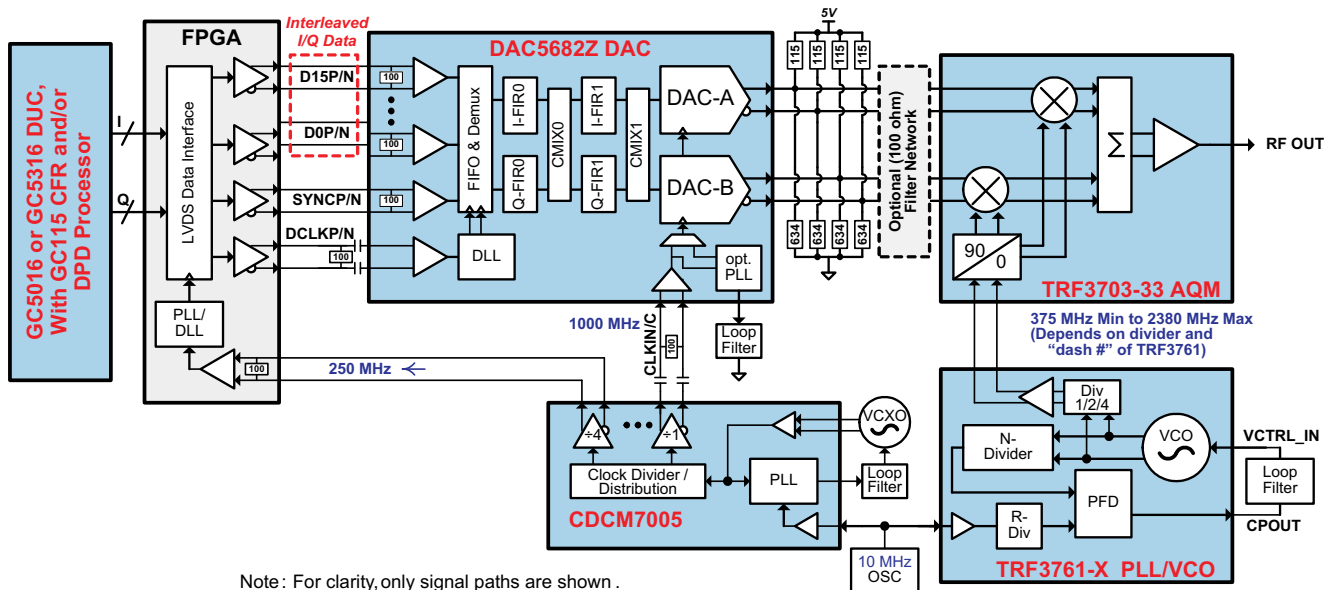 GC5016 or GC5316 DUC,
With GC115 CFR and/or
DPD Processor
I
Q
FPGA
LVDS Data Interface
PLL/
DLL
100
250 MHz
Interleaved
I/Q Data
D15P/N
D0P/N
SYNCP/N
DCLKP/N
100
DAC5682Z DAC
100
100
100
FIFO & Demux
DLL
I-FIR0
Q-FIR0
CMIX0
I-FIR1
Q-FIR1
CMIX1
DAC-A
DAC-B
opt.
PLL
Loop
Filter
1000 MHz
CLKIN/C
100
5V
115
115
115
115
634
634
634
634
Optional (100 ohm)
Filter Network
Σ
RF OUT
90
0
TRF3703-33 AQM
375 MHz Min to 2380 MHz Max
(Depends on divider and
“dash #” of TRF3761)
÷4
÷1
Clock Divider /
Distribution
PLL
VCXO
Loop
Filter
CDCM7005
10 MHz
OSC
Div
1/2/4
N-
Divider
VCO
PFD
R-
Div
VCTRL_IN
Loop
Filter
CPOUT
TRF3761-X PLL/VCO
Note: For clarity, only signal paths are shown.